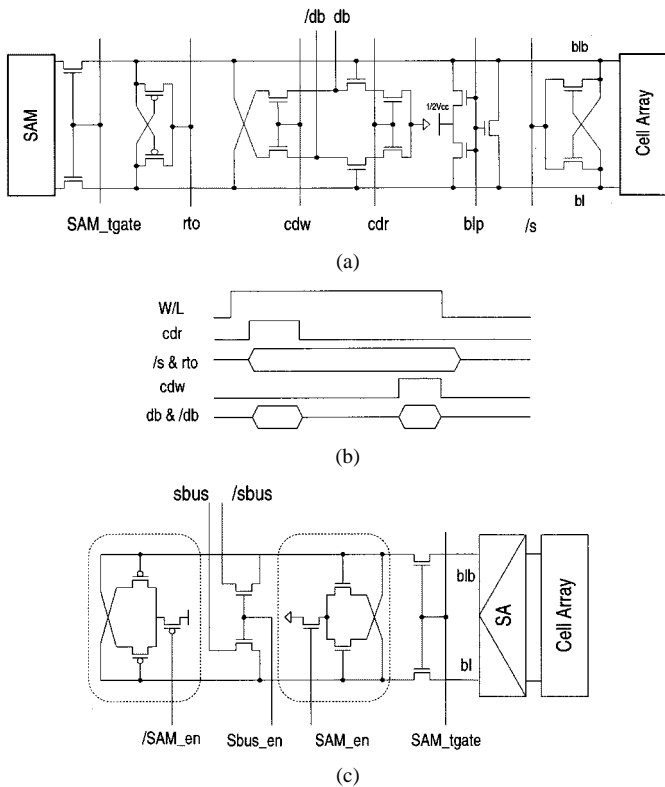 /db db
blb
SAM
1/2Vcc
Cell Array
bl
SAM_tgate rto cdw cdr blp /s
(a)
W/L
cdr
/s & rto
cdw
db & /db
(b)
sbus /sbus
blb
SA
Cell Array
bl
/SAM_en Sbus_en SAM_en SAM_tgate
(c)